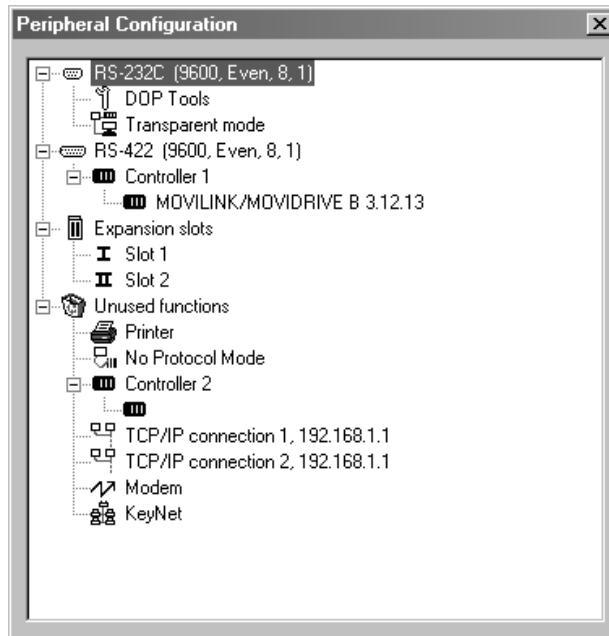 Peripheral Configuration
RS-232C (9600, Even, 8, 1)
DOP Tools
Transparent mode
RS-422 (9600, Even, 8, 1)
Controller 1
MOVILINK/MOVIDRIVE B 3.12.13
Expansion slots
I Slot 1
II Slot 2
Unused functions
Printer
No Protocol Mode
Controller 2
TCP/IP connection 1, 192.168.1.1
TCP/IP connection 2, 192.168.1.1
Modem
KeyNet